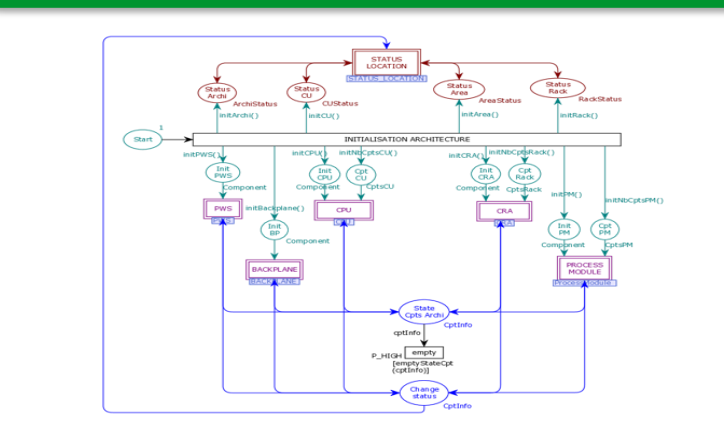 STATUS
LOCATION
STATUS_LOCATION
Status
Archi
ArchiStatus
Status
CU
CUStatus
Status
Area
AreaStatus
Status
Rack
RackStatus
initArchi()
initCU()
initArea()
initRack()
Start
1
INITIALISATION ARCHITECTURE
initPWS()
initCPU()
initNbCptsCU()
initCRA()
initNbCptsRack()
Init
PWS
Init
CPU
Cpt
CU
Init
CRA
Cpt
Rack
initPM()
initNbCptsPM()
Component
Component
CptsCU
Component
CptsRack
PWS
initBackplane()
CPU
CRA
Init
BP
Component
Init
PM
Cpt
PM
Component
CptsPM
BACKPLANE
BACKPLANE
PROCESS
MODULE
State
Cpts Archi
CptInfo
cptInfo
P_HIGH
empty
[emptyStateCpt
(cptInfo)]
Change
status
CptInfo